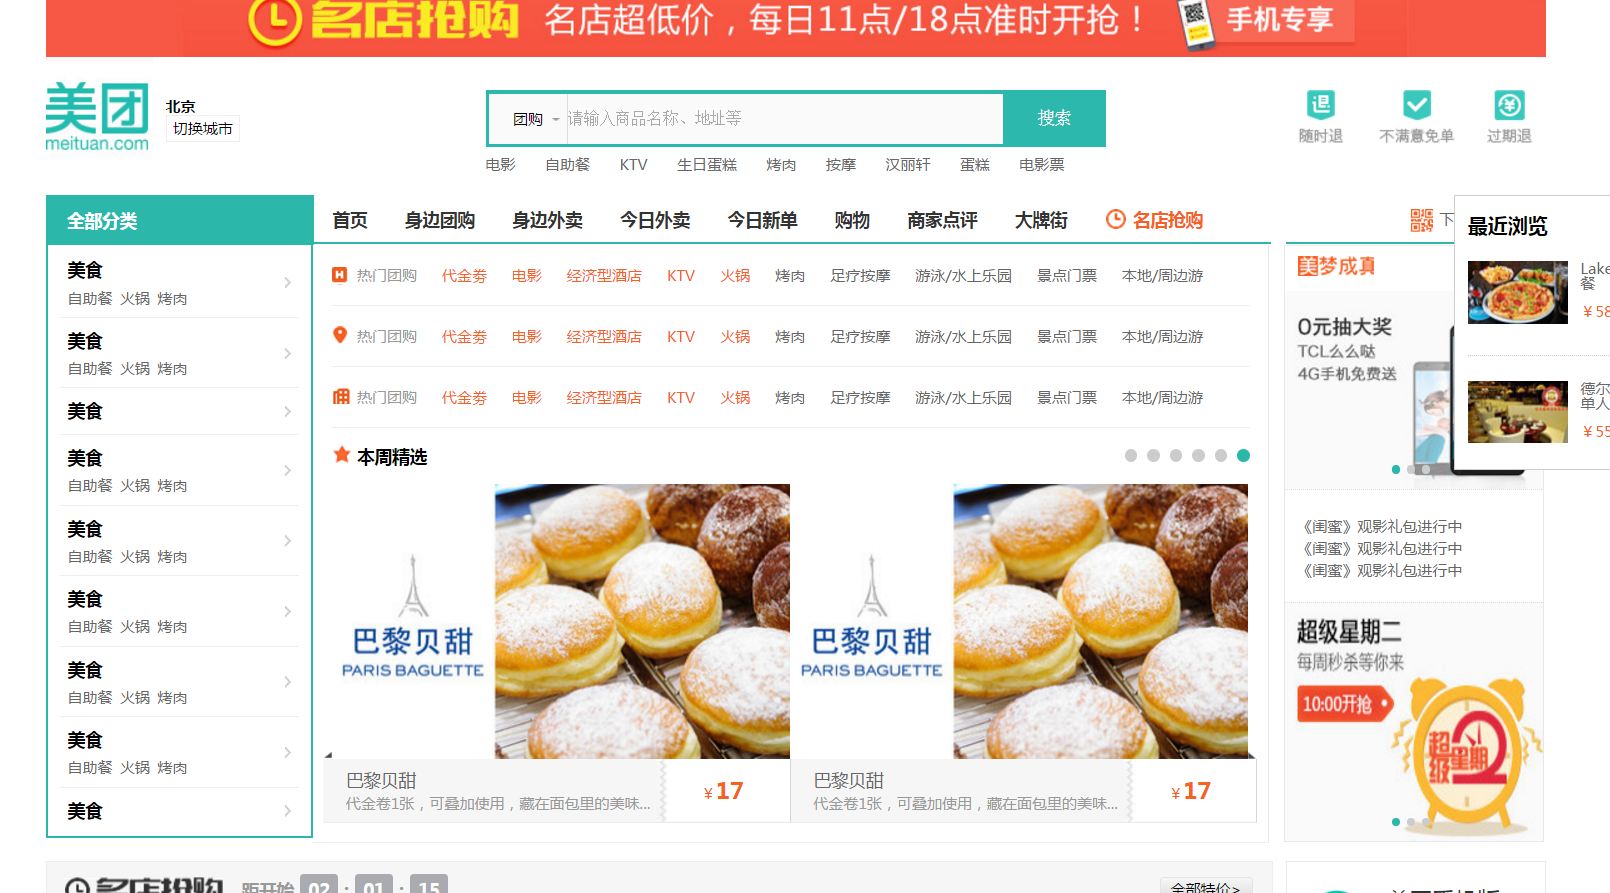 名店抢购 名店超低价，每日11点/18点准时开抢！ 手机专享
美团
meituan.com
北京
切换城市
团购 请输入商品名称、地址等 搜索
电影 自助餐 KTV 生日蛋糕 烤肉 按摩 汉丽轩 蛋糕 电影票
随时退 不满意免单 过期退
全部分类 首页 身边团购 身边外卖 今日外卖 今日新单 购物 商家点评 大牌街 名店抢购 下
美食
自助餐 火锅 烤肉
美食
自助餐 火锅 烤肉
美食
美食
自助餐 火锅 烤肉
美食
自助餐 火锅 烤肉
美食
自助餐 火锅 烤肉
美食
自助餐 火锅 烤肉
美食
自助餐 火锅 烤肉
美食
热门团购 代金券 电影 经济型酒店 KTV 火锅 烤肉 足疗按摩 游泳/水上乐园 景点门票 本地/周边游
热门团购 代金券 电影 经济型酒店 KTV 火锅 烤肉 足疗按摩 游泳/水上乐园 景点门票 本地/周边游
热门团购 代金券 电影 经济型酒店 KTV 火锅 烤肉 足疗按摩 游泳/水上乐园 景点门票 本地/周边游
本周精选
巴黎贝甜
PARIS BAGUETTE
巴黎贝甜
PARIS BAGUETTE
巴黎贝甜
代金卷1张，可叠加使用，藏在面包里的美味...
¥17
巴黎贝甜
代金卷1张，可叠加使用，藏在面包里的美味...
¥17
美梦成真
0元抽大奖
TCL么么哒
4G手机免费送
最近浏览
Lake
餐
¥58
德尔
单人
¥55
《闺蜜》观影礼包进行中
《闺蜜》观影礼包进行中
《闺蜜》观影礼包进行中
超级星期二
每周秒杀等你来
10:00开抢
超级星期2
名店抢购 距开始 02 : 01 : 15 全部特价>
美团手机版